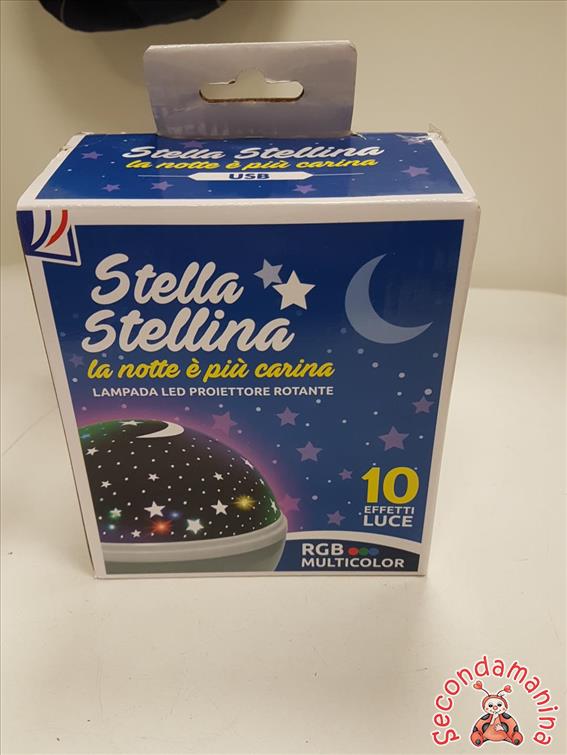 Stella Stellina
la notte è più carina
USB
Stella
Stellina
la notte è più carina
LAMPADA LED PROIETTORE ROTANTE
10
EFFETTI
LUCE
RGB
MULTICOLOR
secondamanina